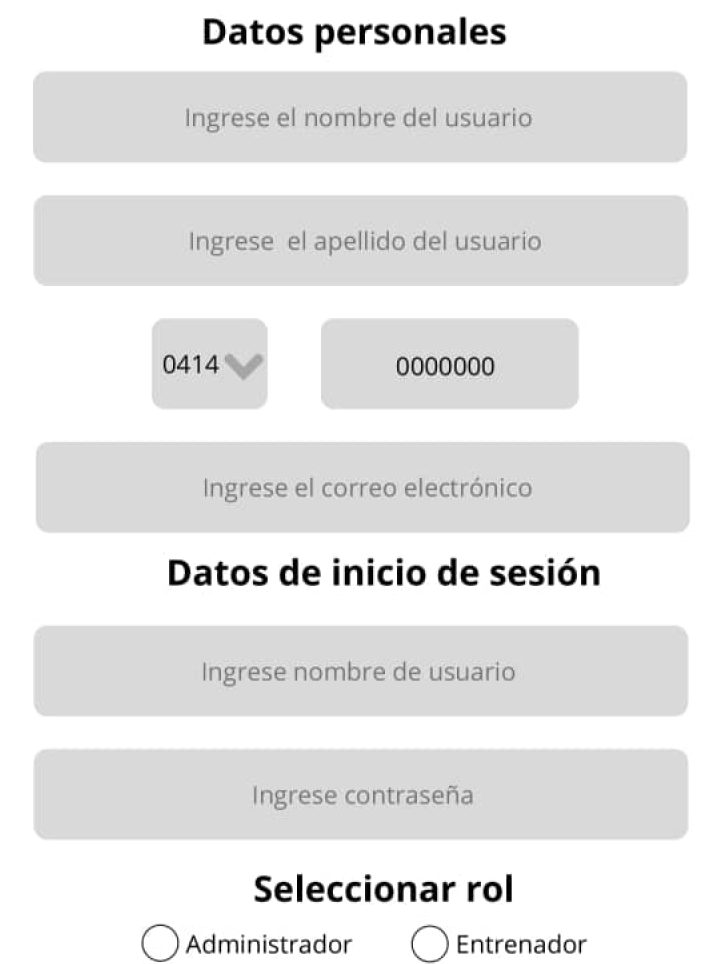 Datos personales
Ingrese el nombre del usuario
Ingrese el apellido del usuario
0414 0000000
Ingrese el correo electrónico
Datos de inicio de sesión
Ingrese nombre de usuario
Ingrese contraseña
Seleccionar rol
Administrador Entrenador